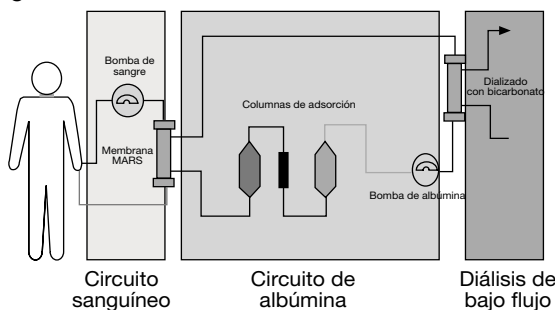 Bomba de
sangre
Membrana
MARS
Columnas de adsorción
Bomba de albúmina
Dializado
con bicarbonato
Circuito
sanguíneo
Circuito de
albúmina
Diálisis de
bajo flujo